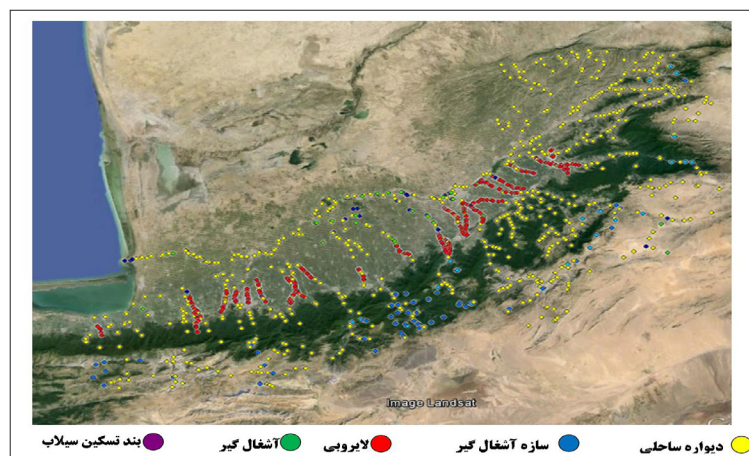 Image Landsat
دیواره ساحلی سازه آشغال گیر لایروبی آشغال گیر بند تسکین سیلاب